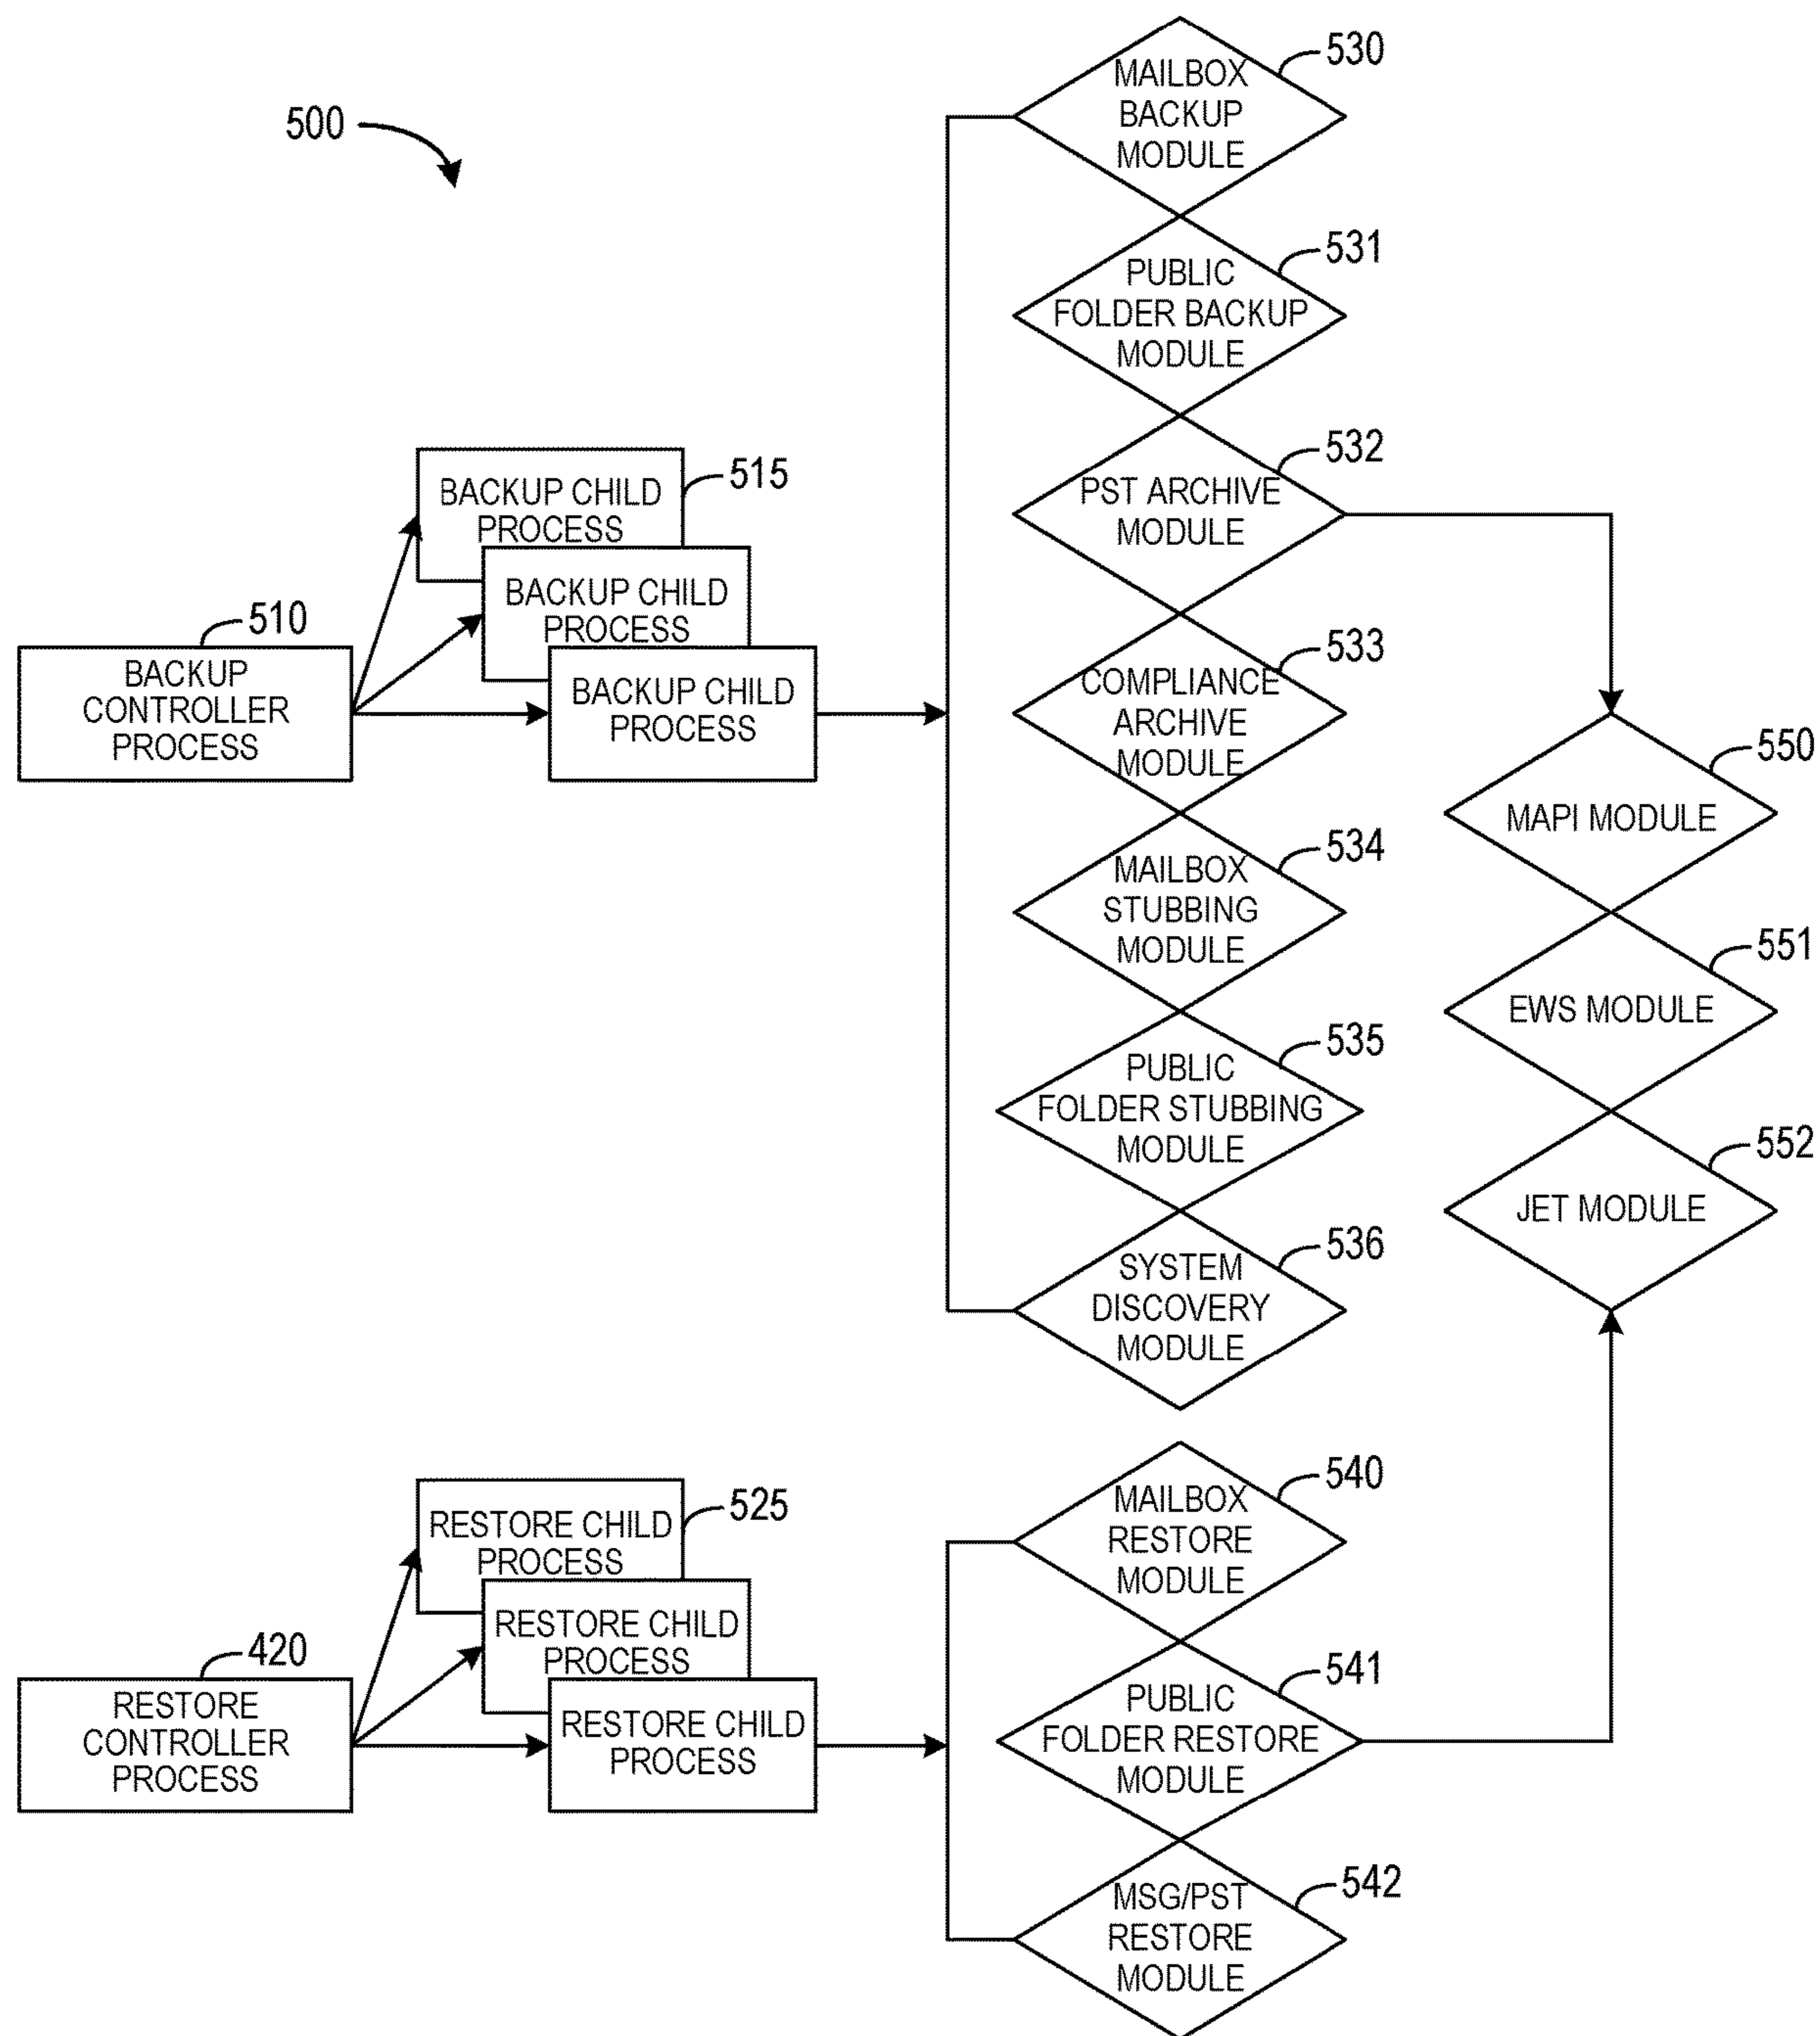 500
MAILBOX
BACKUP
MODULE
530
PUBLIC
FOLDER BACKUP
MODULE
531
PST ARCHIVE
MODULE
532
COMPLIANCE
ARCHIVE
MODULE
533
MAILBOX
STUBBING
MODULE
534
PUBLIC
FOLDER STUBBING
MODULE
535
SYSTEM
DISCOVERY
MODULE
536
BACKUP CHILD
PROCESS
515
BACKUP CHILD
PROCESS
BACKUP CHILD
PROCESS
510
BACKUP
CONTROLLER
PROCESS
550
MAPI MODULE
551
EWS MODULE
552
JET MODULE
RESTORE CHILD
PROCESS
525
RESTORE CHILD
PROCESS
RESTORE CHILD
PROCESS
420
RESTORE
CONTROLLER
PROCESS
MAILBOX
RESTORE
MODULE
540
PUBLIC
FOLDER RESTORE
MODULE
541
MSG/PST
RESTORE
MODULE
542